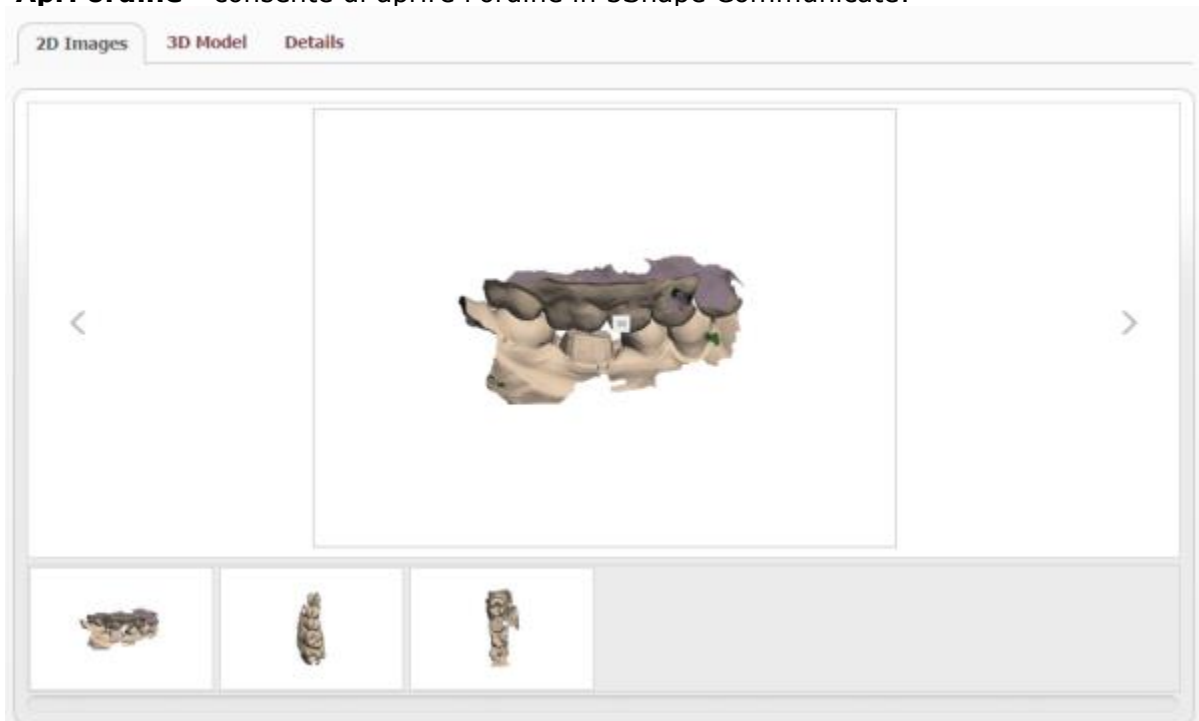 Apri ordine - consente di aprire l'ordine in 3Shape Communicate.
2D Images 3D Model Details